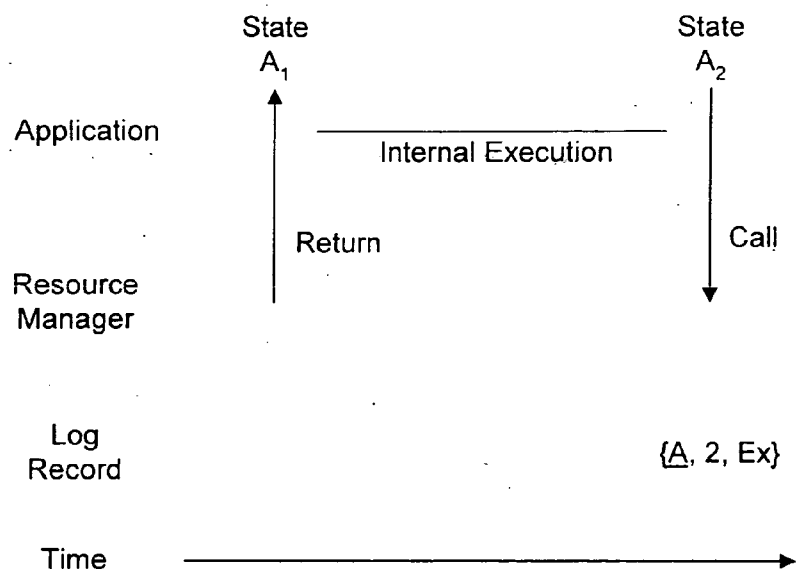 State
A₁
State
A₂
Application
Internal Execution
Return
Call
Resource
Manager
Log
Record
{A, 2, Ex}
Time